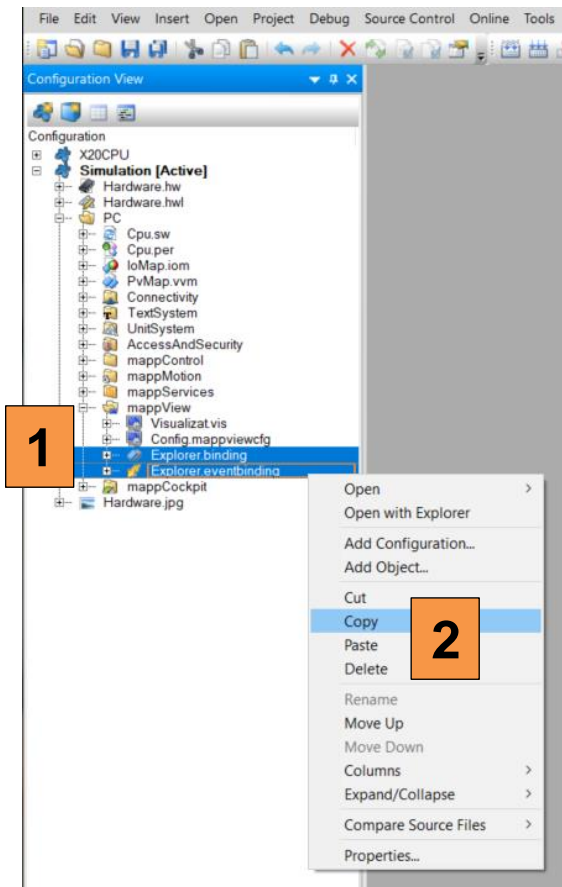 File Edit View Insert Open Project Debug Source Control Online Tools
Configuration View
Configuration
X20CPU
Simulation [Active]
Hardware.hw
Hardware.hwl
PC
Cpu.sw
Cpu.per
IoMap.iom
PvMap.vvm
Connectivity
TextSystem
UnitSystem
AccessAndSecurity
mappControl
mappMotion
mappServices
mappView
Visualizat.vis
Config.mappviewcfg
Explorer.binding
Explorer.eventbinding
mappCockpit
Hardware.jpg
1
Open
Open with Explorer
Add Configuration...
Add Object...
Cut
Copy
Paste
Delete
2
Rename
Move Up
Move Down
Columns
Expand/Collapse
Compare Source Files
Properties...